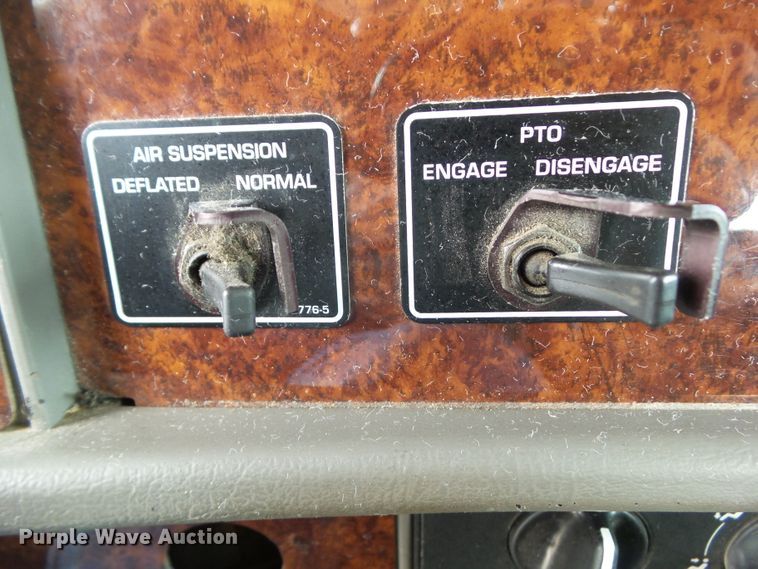 AIR SUSPENSION
DEFLATED NORMAL
776-5
PTO
ENGAGE DISENGAGE
Purple Wave Auction